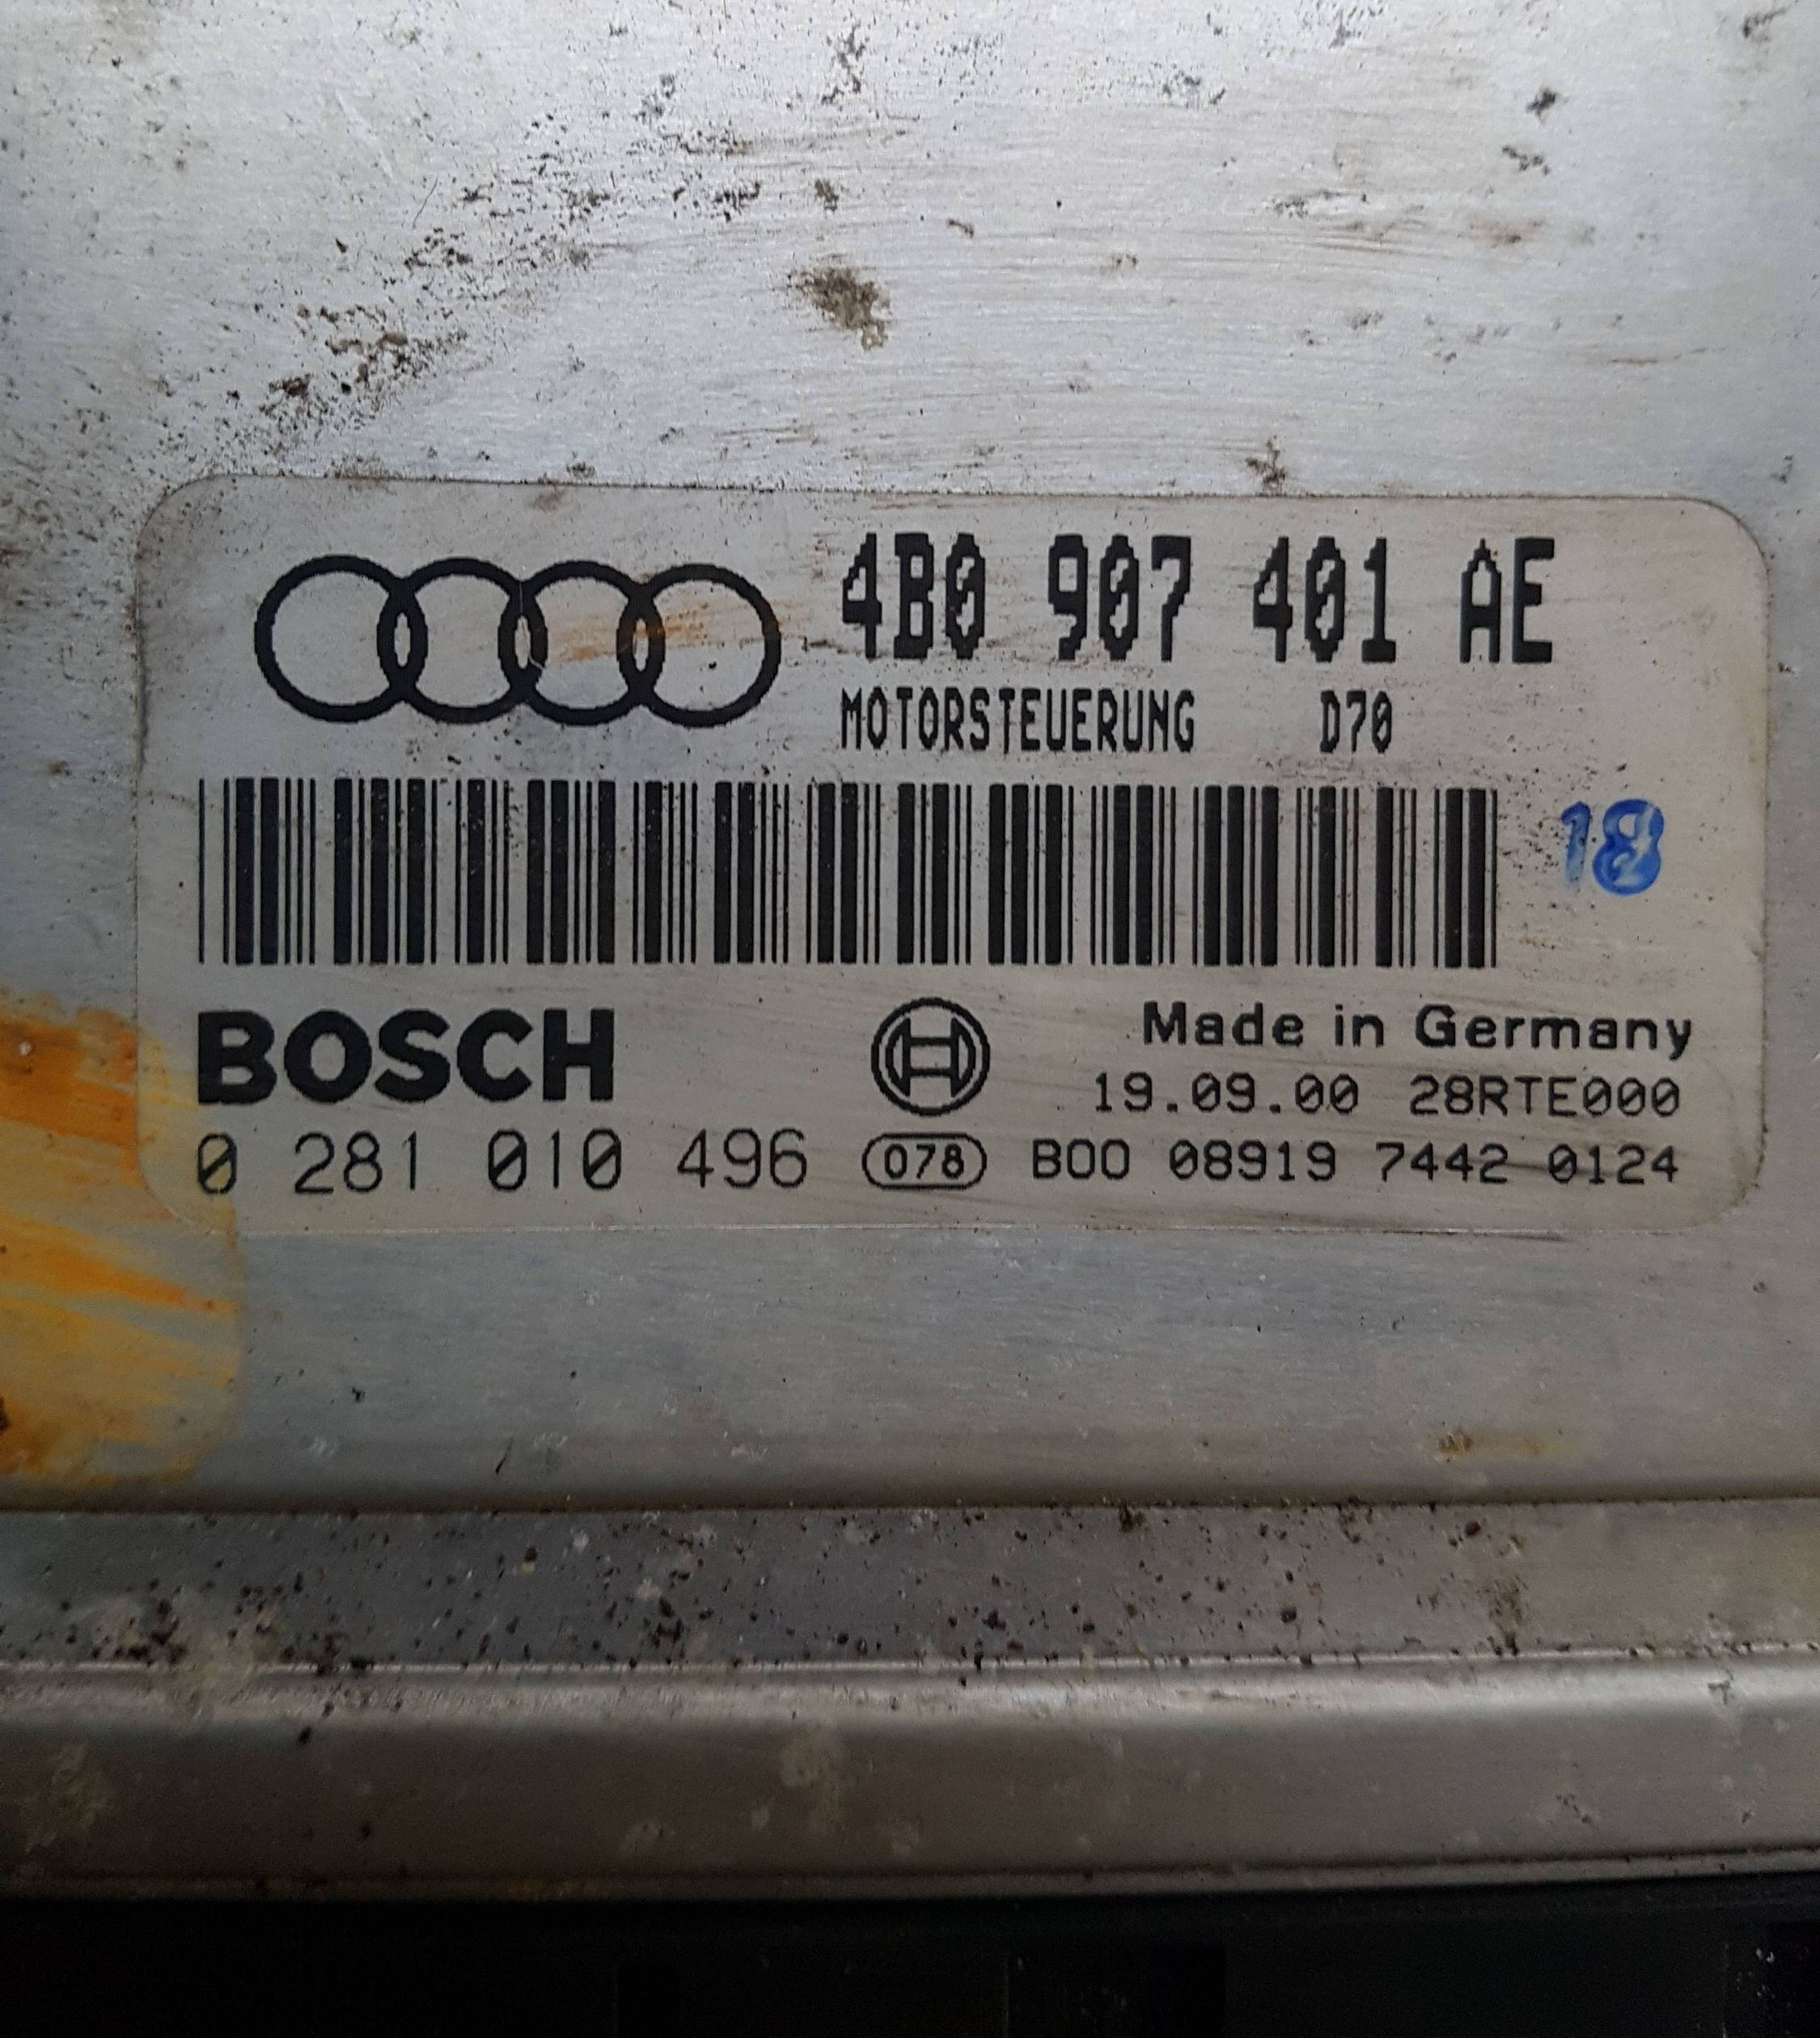 4B0 907 401 AE
MOTORSTEUERUNG D70
18
BOSCH
Made in Germany
19.09.00 28RTE000
0 281 010 496 078 B00 08919 7442 0124